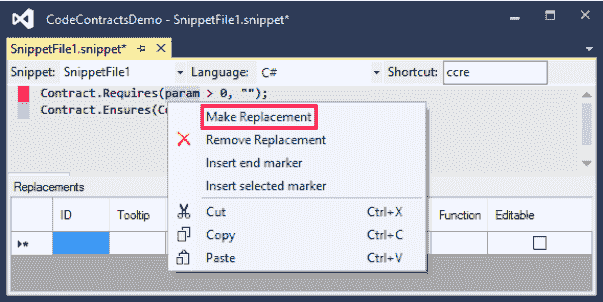 CodeContractsDemo - SnippetFile1.snippet*
SnippetFile1.snippet*
Snippet: SnippetFile1 Language: C# Shortcut: ccre
Contract.Requires(param > 0, "");
Contract.Ensures(Co
Make Replacement
Remove Replacement
Insert end marker
Insert selected marker
Cut Ctrl+X
Copy Ctrl+C
Paste Ctrl+V
Replacements
ID Tooltip Function Editable